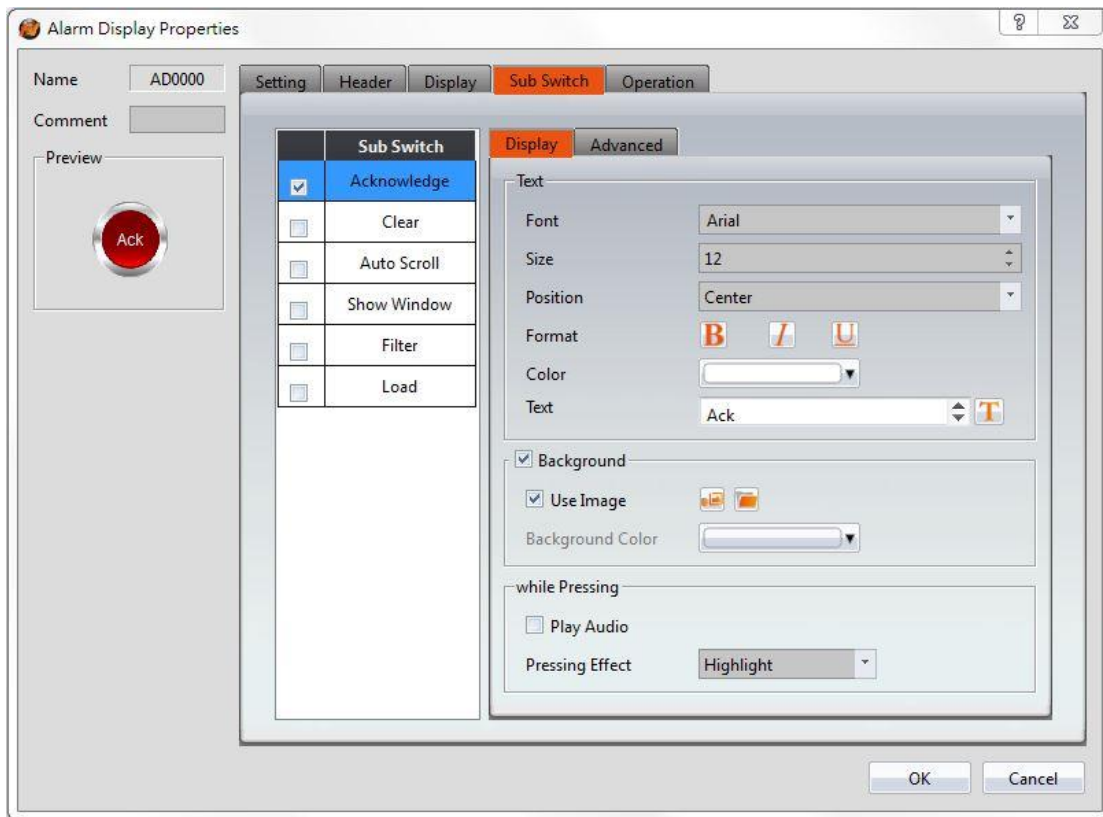 Alarm Display Properties
Name AD0000
Comment
Preview
Ack
Setting Header Display Sub Switch Operation
Sub Switch
Acknowledge
Clear
Auto Scroll
Show Window
Filter
Load
Display Advanced
Text
Font Arial
Size 12
Position Center
Format B I U
Color
Text Ack T
Background
Use Image
Background Color
while Pressing
Play Audio
Pressing Effect Highlight
OK Cancel